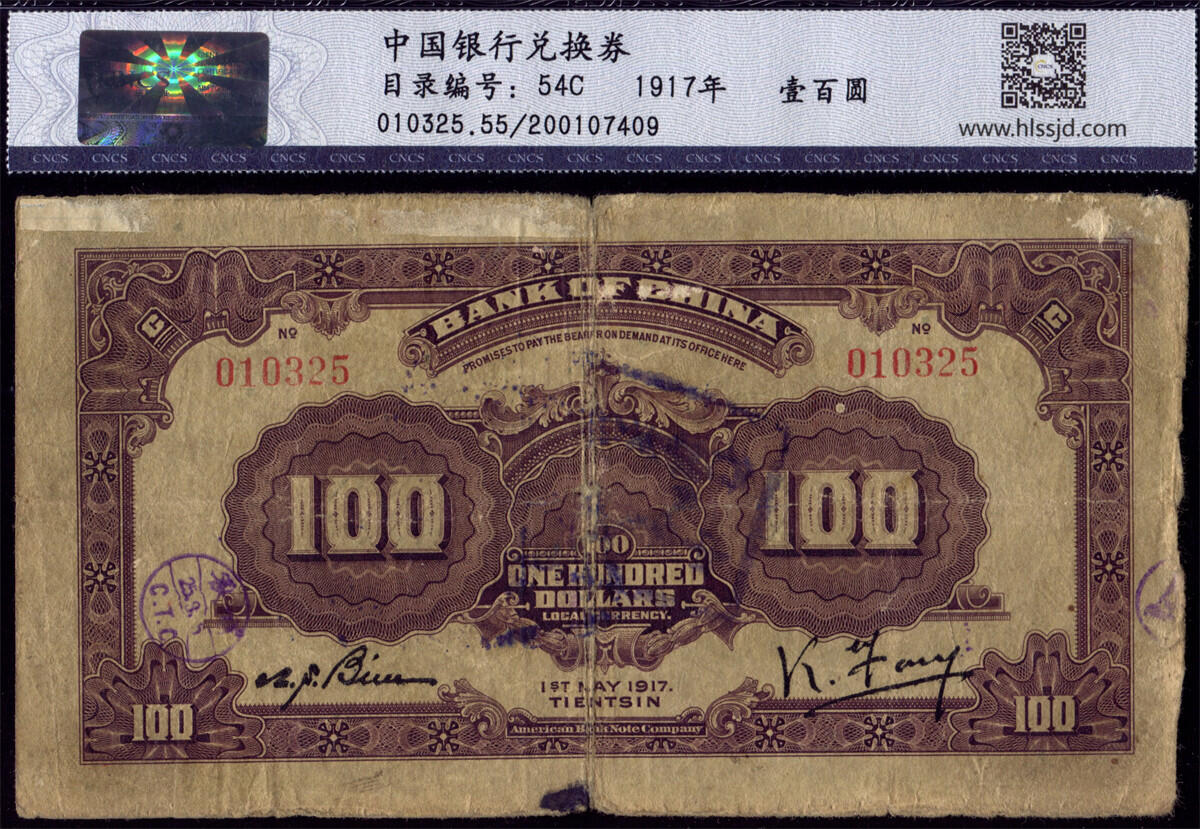 中国银行兑换券
目录编号: 54C 1917年 壹百圆
010325.55/200107409
www.hlssjd.com
CNCS CNCS CNCS CNCS CNCS CNCS CNCS CNCS CNCS CNCS CNCS CNCS CNCS CNCS CNCS CNCS CNCS CNCS CNCS
BANK OF CHINA
PROMISES TO PAY THE BEARER ON DEMAND AT ITS OFFICE HERE
No No
010325 010325
100 100
100
ONE HUNDRED
DOLLARS
LOCAL CURRENCY.
C.T.C
K. Fong
1ST MAY 1917.
TIENTSIN
100 100
American Bank Note Company